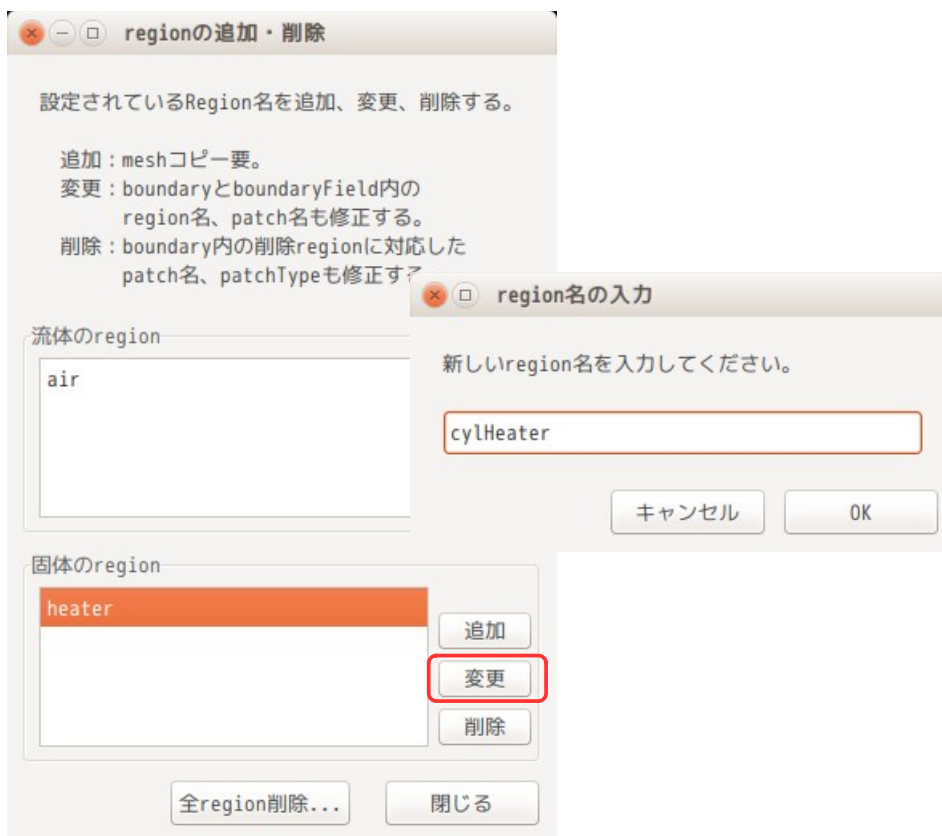 regionの追加・削除
設定されているRegion名を追加、変更、削除する。
追加：meshコピー要。
変更：boundaryとboundaryField内の
region名、patch名も修正する。
削除：boundary内の削除regionに対応した
patch名、patchTypeも修正す
流体のregion
air
region名の入力
新しいregion名を入力してください。
cylHeater
キャンセル
OK
固体のregion
heater
追加
変更
削除
全region削除...
閉じる